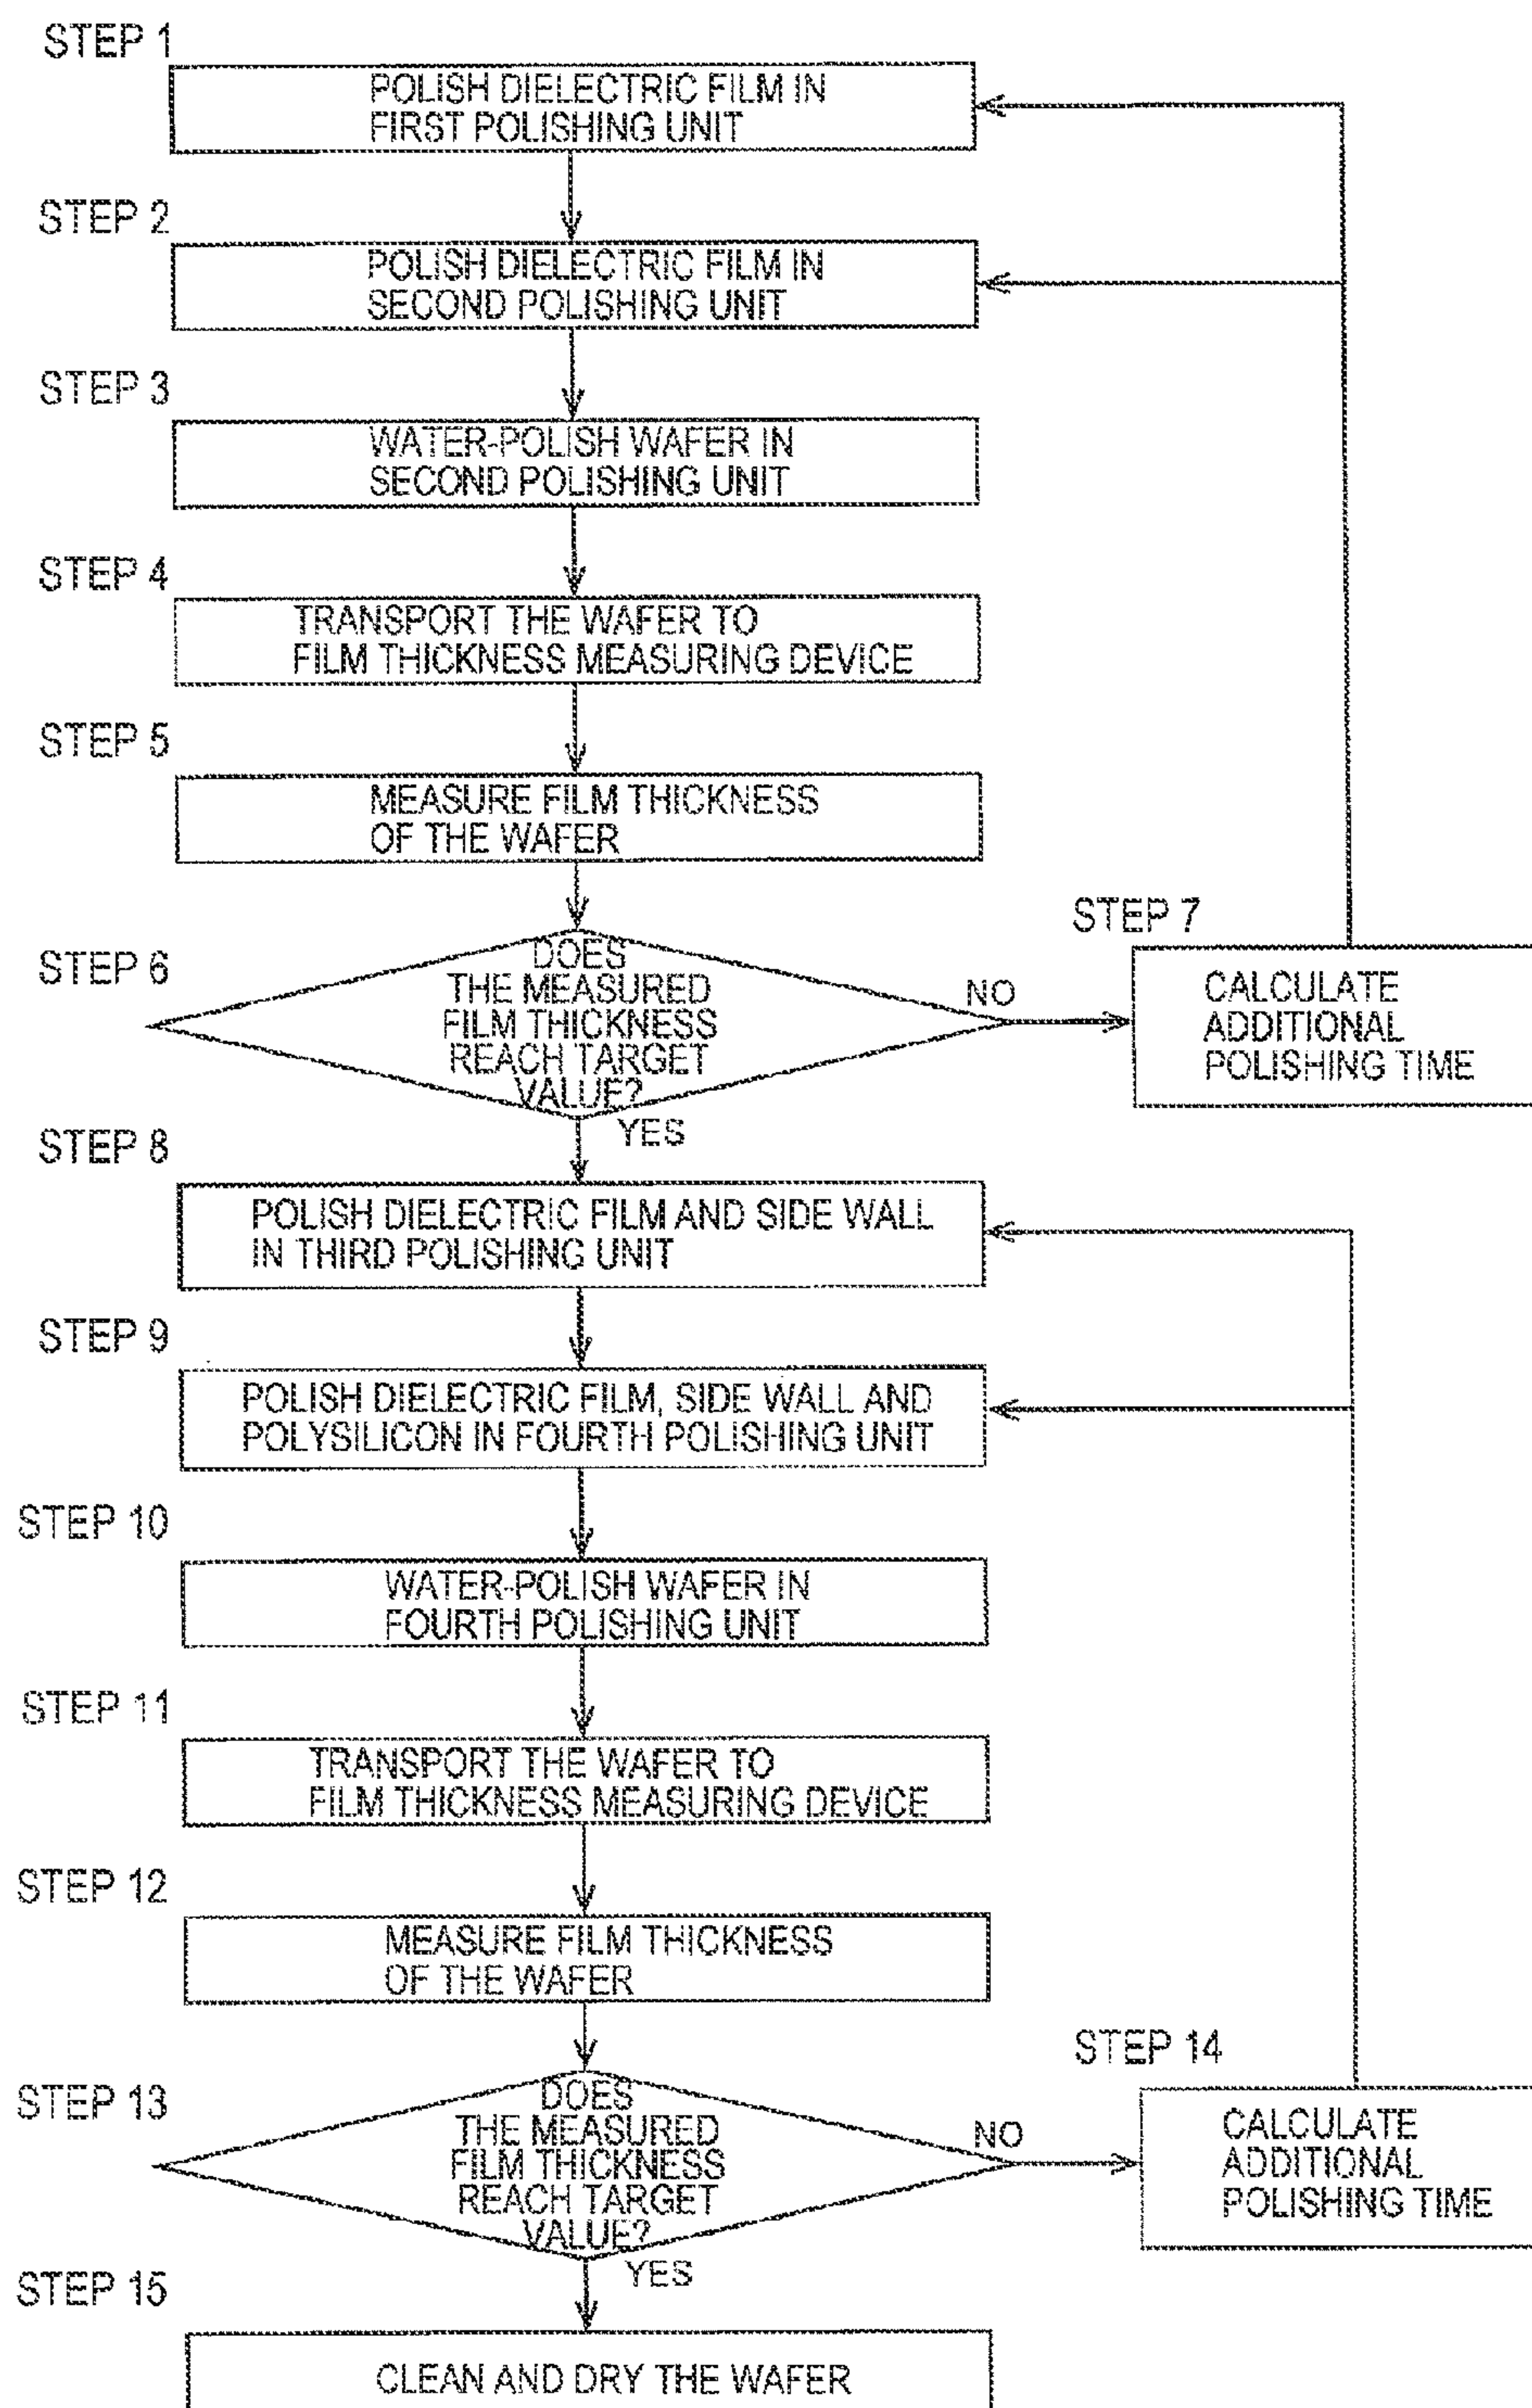 STEP 1
POLISH DIELECTRIC FILM IN
FIRST POLISHING UNIT
STEP 2
POLISH DIELECTRIC FILM IN
SECOND POLISHING UNIT
STEP 3
WATER-POLISH WAFER IN
SECOND POLISHING UNIT
STEP 4
TRANSPORT THE WAFER TO
FILM THICKNESS MEASURING DEVICE
STEP 5
MEASURE FILM THICKNESS
OF THE WAFER
STEP 6
DOES
THE MEASURED
FILM THICKNESS
REACH TARGET
VALUE?
NO
YES
STEP 7
CALCULATE
ADDITIONAL
POLISHING TIME
STEP 8
POLISH DIELECTRIC FILM AND SIDE WALL
IN THIRD POLISHING UNIT
STEP 9
POLISH DIELECTRIC FILM, SIDE WALL AND
POLYSILICON IN FOURTH POLISHING UNIT
STEP 10
WATER-POLISH WAFER IN
FOURTH POLISHING UNIT
STEP 11
TRANSPORT THE WAFER TO
FILM THICKNESS MEASURING DEVICE
STEP 12
MEASURE FILM THICKNESS
OF THE WAFER
STEP 13
DOES
THE MEASURED
FILM THICKNESS
REACH TARGET
VALUE?
NO
YES
STEP 14
CALCULATE
ADDITIONAL
POLISHING TIME
STEP 15
CLEAN AND DRY THE WAFER